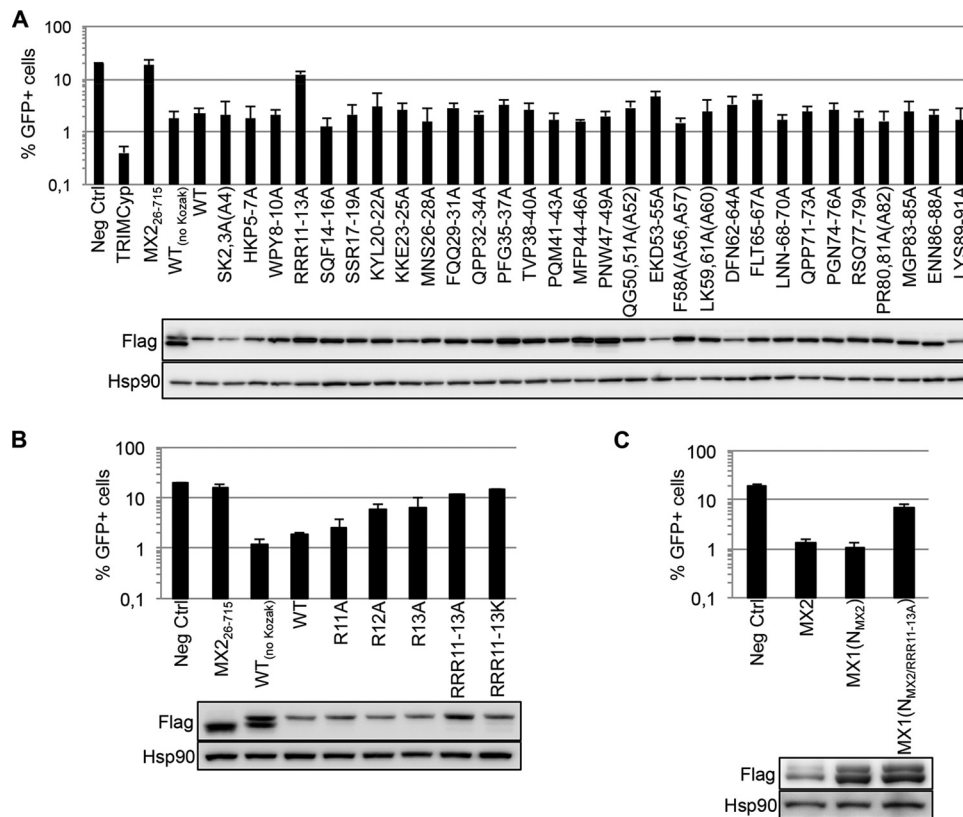 A
% GFP+ cells
100
10
1
0,1
Neg Ctrl
TRIMCyp
MX2 26-715
WT (no Kozak)
WT
SK2,3A(A4)
HKP5-7A
WPY8-10A
RRR11-13A
SQF14-16A
SSR17-19A
KYL20-22A
KKE23-25A
MNS26-28A
FQQ29-31A
QPP32-34A
PFG35-37A
TVP38-40A
PQM41-43A
MFP44-46A
PNW47-49A
QG50,51A(A52)
EKD53-55A
F58A(A56,A57)
LK59,61A(A60)
DFN62-64A
FLT65-67A
LNN-68-70A
QPP71-73A
PGN74-76A
RSQ77-79A
PR80,81A(A82)
MGP83-85A
ENN86-88A
LYS89-91A
Flag
Hsp90
B
% GFP+ cells
100
10
1
0,1
Neg Ctrl
MX2 26-715
WT (no Kozak)
WT
R11A
R12A
R13A
RRR11-13A
RRR11-13K
Flag
Hsp90
C
% GFP+ cells
100
10
1
0,1
Neg Ctrl
MX2
MX1(N MX2)
MX1(N MX2/RRR11-13A)
Flag
Hsp90